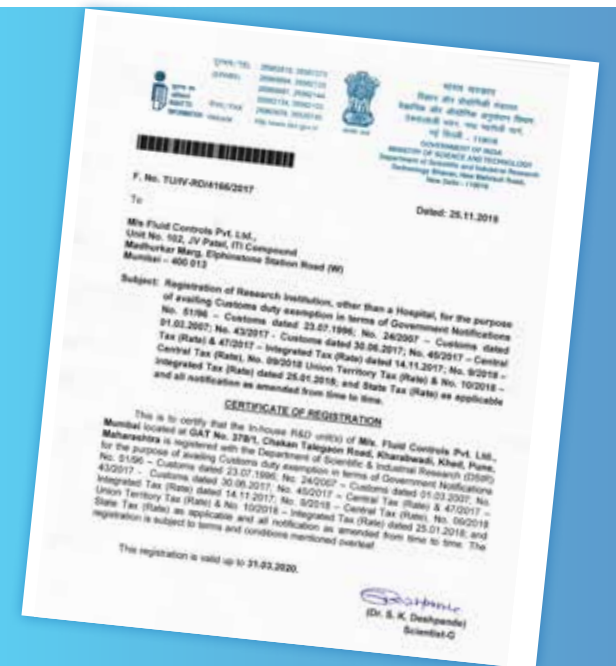 भारत सरकार
नई दिल्ली - 110016
GOVERNMENT OF INDIA
MINISTRY OF SCIENCE AND TECHNOLOGY
Department of Scientific and Industrial Research
Technology Bhavan, New Mehrauli Road,
New Delhi - 110016
F. No. TU/IV-RD/4166/2017
Dated: 25.11.2019
To
M/s Fluid Controls Pvt. Ltd.,
Unit No. 102, JV Patel, ITI Compound
Madhurkar Marg, Elphinstone Station Road (W)
Mumbai – 400 013
Subject: Registration of Research Institution, other than a Hospital, for the purpose
of availing Customs duty exemption in terms of Government Notifications
No. 51/96 – Customs dated 23.07.1996; No. 24/2007 – Customs dated
01.03.2007; No. 43/2017 - Customs dated 30.06.2017; No. 45/2017 – Central
Tax (Rate) & 47/2017 – Integrated Tax (Rate) dated 14.11.2017; No. 9/2018 –
Central Tax (Rate), No. 09/2018 Union Territory Tax (Rate) & No. 10/2018 –
Integrated Tax (Rate) dated 25.01.2018; and State Tax (Rate) as applicable
and all notification as amended from time to time.
CERTIFICATE OF REGISTRATION
This is to certify that the In-house R&D unit(s) of M/s. Fluid Controls Pvt. Ltd.,
Mumbai located at GAT No. 378/1, Chakan Talegaon Road, Kharabwadi, Khed, Pune,
Maharashtra is registered with the Department of Scientific & Industrial Research (DSIR)
for the purpose of availing Customs duty exemption in terms of Government Notifications
No. 51/96 – Customs dated 23.07.1996; No. 24/2007 – Customs dated 01.03.2007; No.
43/2017 - Customs dated 30.06.2017; No. 45/2017 – Central Tax (Rate) & 47/2017 –
Integrated Tax (Rate) dated 14.11.2017; No. 9/2018 – Central Tax (Rate), No. 09/2018
Union Territory Tax (Rate) & No. 10/2018 – Integrated Tax (Rate) dated 25.01.2018; and
State Tax (Rate) as applicable and all notification as amended from time to time. The
registration is subject to terms and conditions mentioned overleaf.
This registration is valid up to 31.03.2020.
(Dr. S. K. Deshpande)
Scientist-G